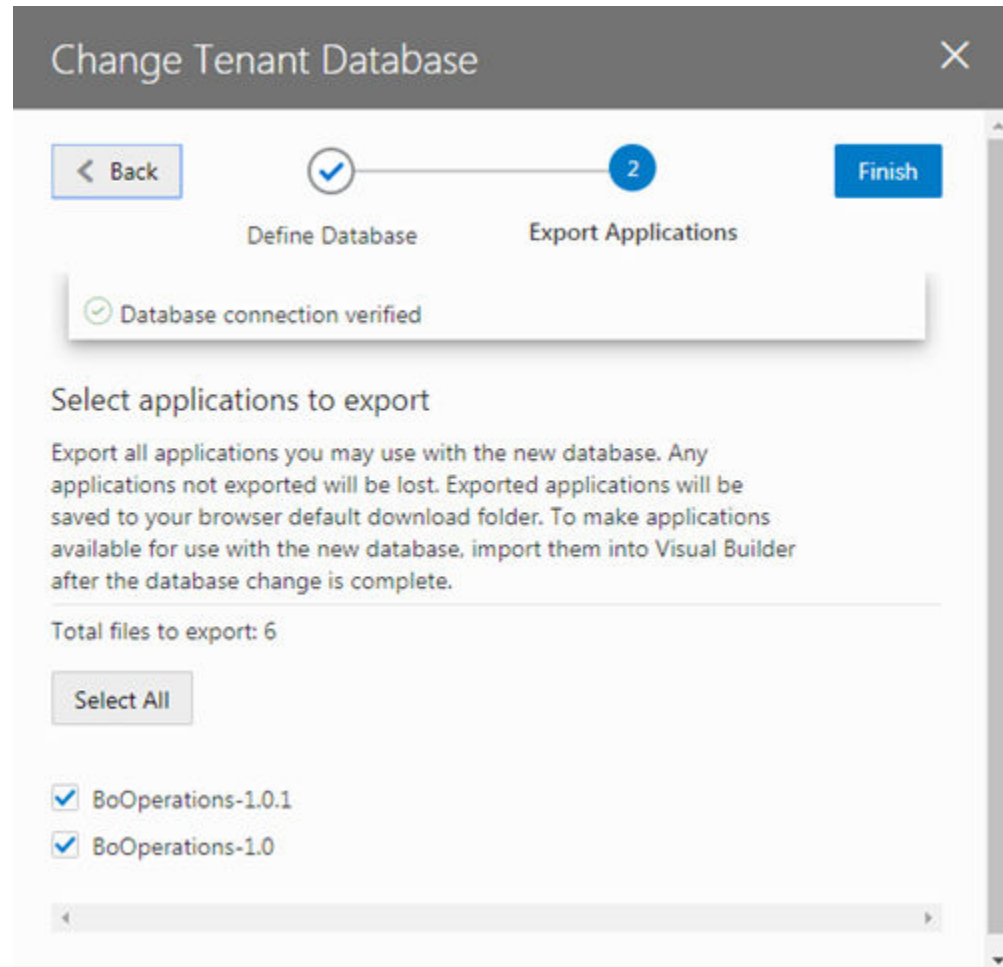 Change Tenant Database
Back
2
Finish
Define Database
Export Applications
Database connection verified
Select applications to export
Export all applications you may use with the new database. Any
applications not exported will be lost. Exported applications will be
saved to your browser default download folder. To make applications
available for use with the new database, import them into Visual Builder
after the database change is complete.
Total files to export: 6
Select All
BoOperations-1.0.1
BoOperations-1.0